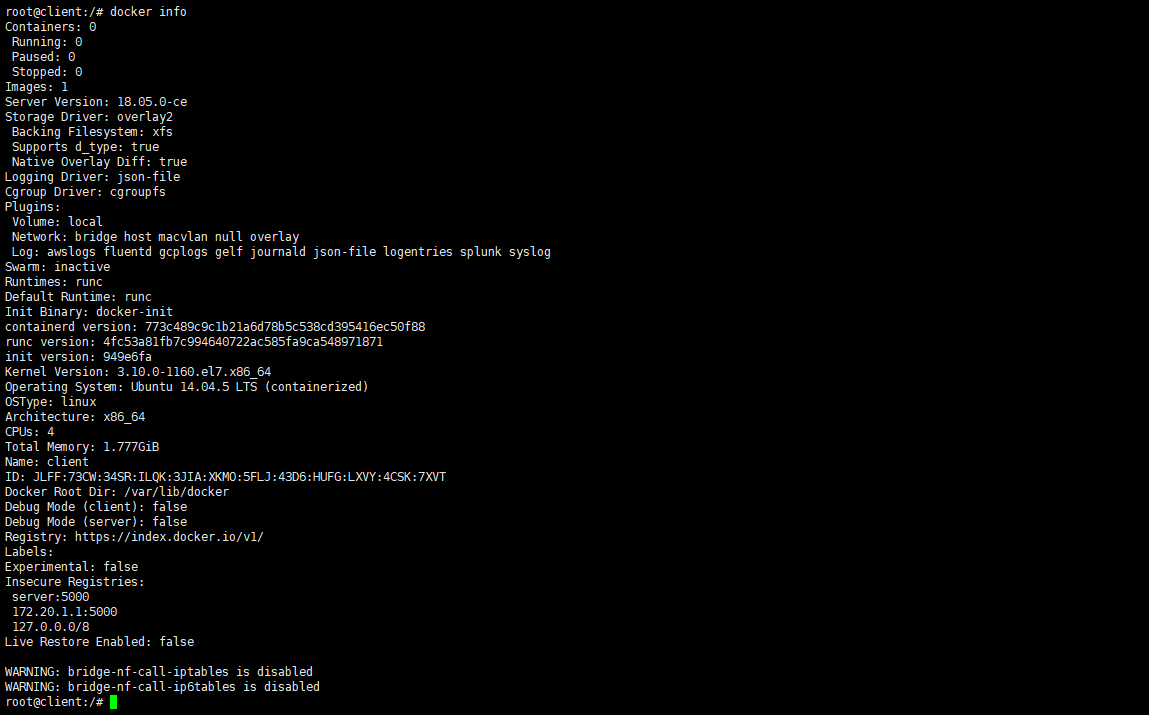 root@client:/# docker info
Containers: 0
 Running: 0
 Paused: 0
 Stopped: 0
Images: 1
Server Version: 18.05.0-ce
Storage Driver: overlay2
 Backing Filesystem: xfs
 Supports d_type: true
 Native Overlay Diff: true
Logging Driver: json-file
Cgroup Driver: cgroupfs
Plugins:
 Volume: local
 Network: bridge host macvlan null overlay
 Log: awslogs fluentd gcplogs gelf journald json-file logentries splunk syslog
Swarm: inactive
Runtimes: runc
Default Runtime: runc
Init Binary: docker-init
containerd version: 773c489c9c1b21a6d78b5c538cd395416ec50f88
runc version: 4fc53a81fb7c994640722ac585fa9ca548971871
init version: 949e6fa
Kernel Version: 3.10.0-1160.el7.x86_64
Operating System: Ubuntu 14.04.5 LTS (containerized)
OSType: linux
Architecture: x86_64
CPUs: 4
Total Memory: 1.777GiB
Name: client
ID: JLFF:73CW:34SR:ILQK:3JIA:XKMO:5FLJ:43D6:HUFG:LXVY:4CSK:7XVT
Docker Root Dir: /var/lib/docker
Debug Mode (client): false
Debug Mode (server): false
Registry: https://index.docker.io/v1/
Labels:
Experimental: false
Insecure Registries:
 server:5000
 172.20.1.1:5000
 127.0.0.0/8
Live Restore Enabled: false

WARNING: bridge-nf-call-iptables is disabled
WARNING: bridge-nf-call-ip6tables is disabled
root@client:/#